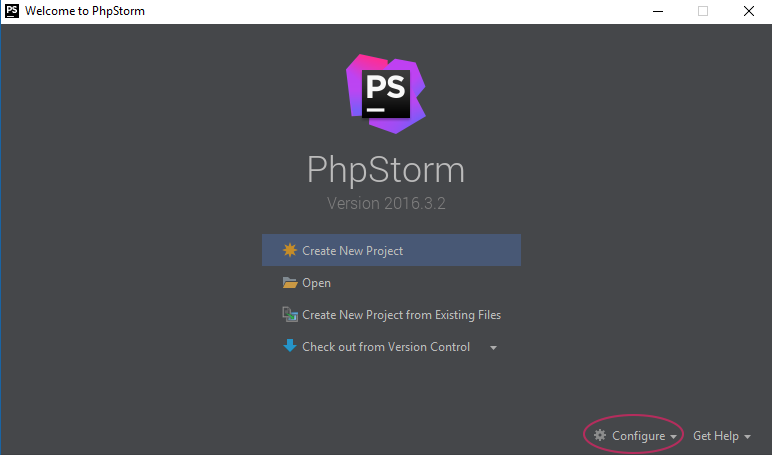 PS
Welcome to PhpStorm
PS
PhpStorm
Version 2016.3.2
Create New Project
Open
Create New Project from Existing Files
Check out from Version Control
Configure
Get Help